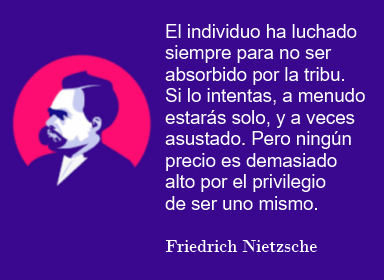 El individuo ha luchado
siempre para no ser
absorbido por la tribu.
Si lo intentas, a menudo
estarás solo, y a veces
asustado. Pero ningún
precio es demasiado
alto por el privilegio
de ser uno mismo.
Friedrich Nietzsche